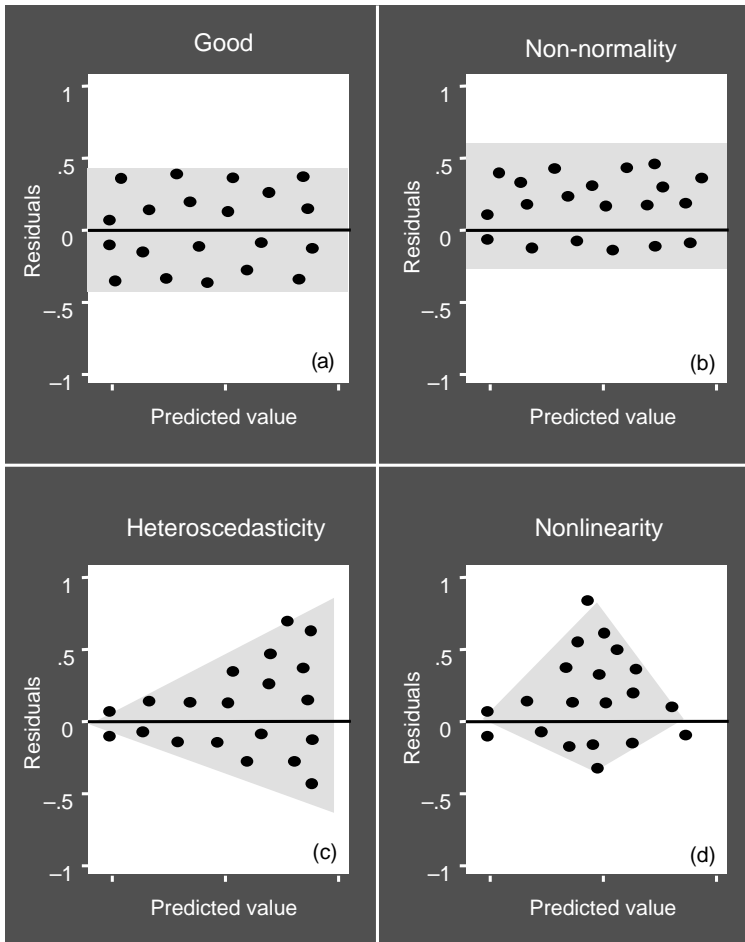 Good
1
.5
0
–.5
–1
Residuals
Predicted value
(a)
Non-normality
1
.5
0
–.5
–1
Residuals
Predicted value
(b)
Heteroscedasticity
1
.5
0
–.5
–1
Residuals
Predicted value
(c)
Nonlinearity
1
.5
0
–.5
–1
Residuals
Predicted value
(d)